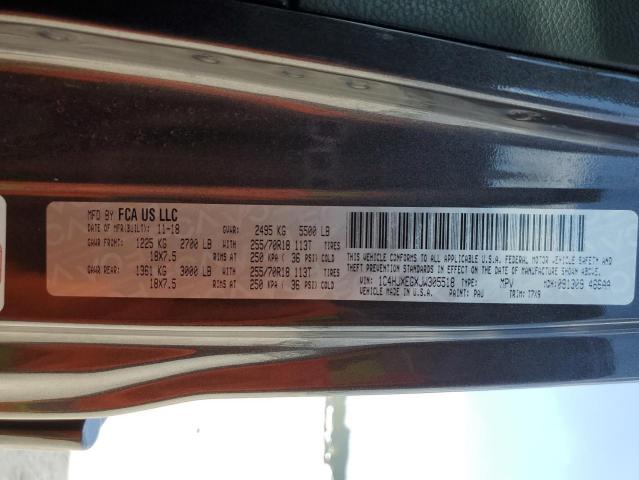 MFD BY FCA US LLC
DATE OF MFR(BUILT): 11-18 GVWR: 2495 KG 5500 LB
GAWR FRONT: 1225 KG 2700 LB WITH 255/70R18 113T TIRES
18X7.5 RIMS AT 250 KPA ( 36 PSI) COLD
GAWR REAR: 1361 KG 3000 LB WITH 255/70R18 113T TIRES
18X7.5 RIMS AT 250 KPA ( 36 PSI) COLD
THIS VEHICLE CONFORMS TO ALL APPLICABLE U.S.A. FEDERAL MOTOR VEHICLE SAFETY AND
THEFT PREVENTION STANDARDS IN EFFECT ON THE DATE OF MANUFACTURE SHOWN ABOVE.
VIN: 1C4HJXEGXJW305518 TYPE: MPV MDH: 091309 466AA
VEHICLE MADE IN U.S.A. PAINT: PAU TRIM: T7X9